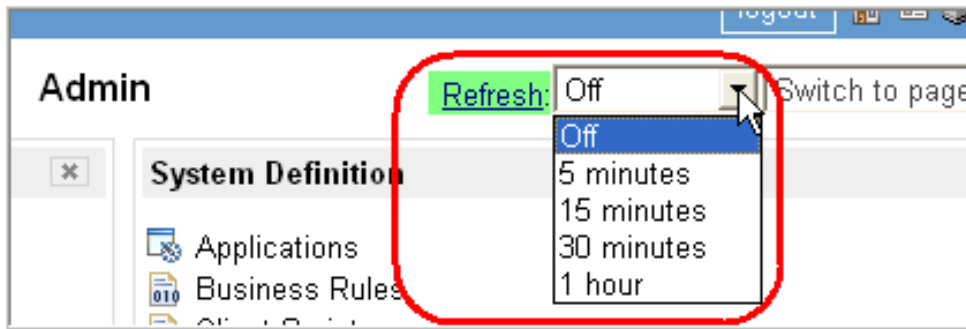 logout
Admin
Refresh: Off
Switch to page
Off
5 minutes
15 minutes
30 minutes
1 hour
System Definition
Applications
Business Rules